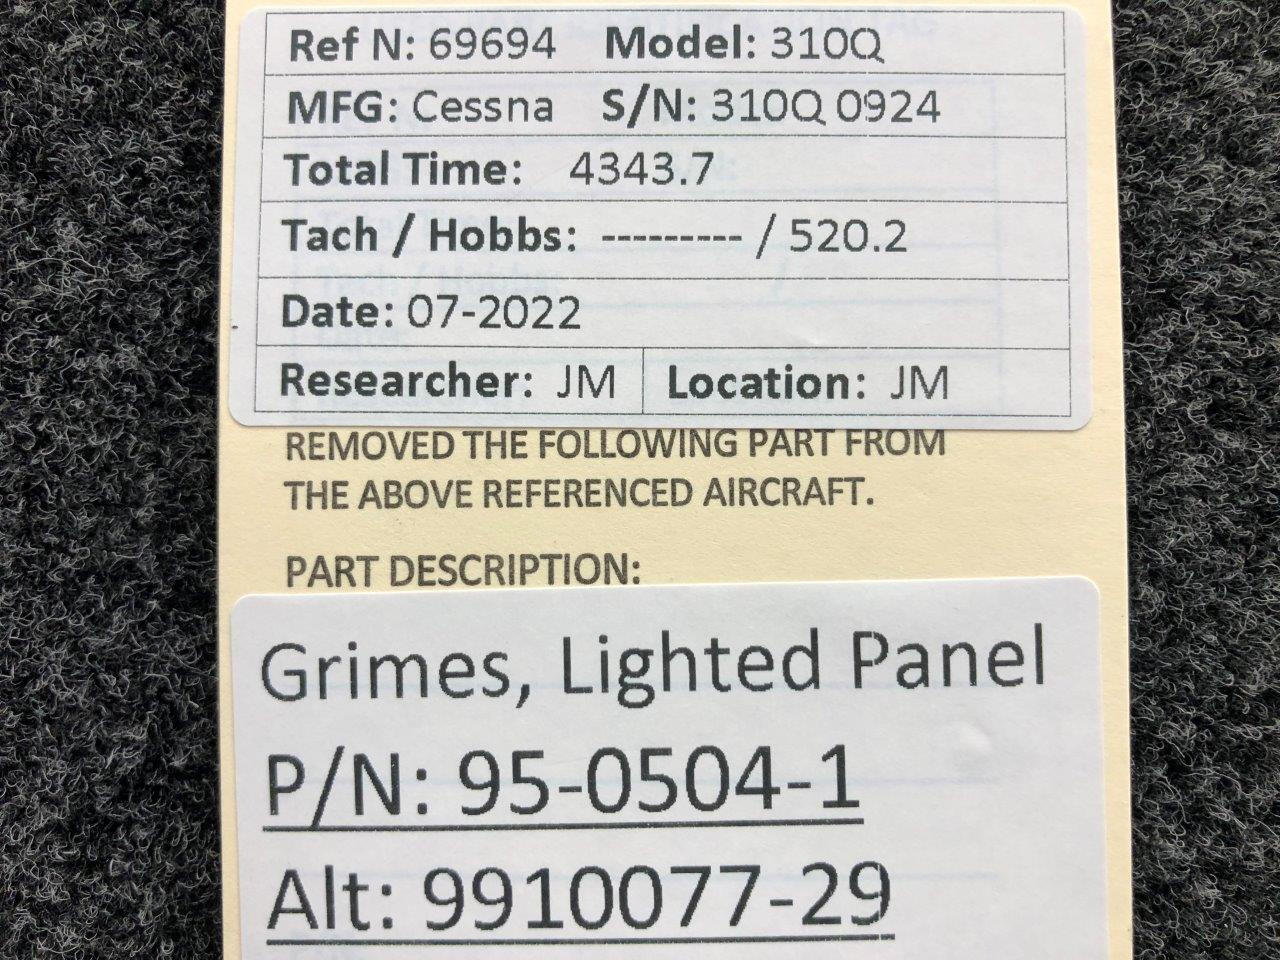 Ref N: 69694 Model: 310Q
MFG: Cessna S/N: 310Q 0924
Total Time: 4343.7
Tach / Hobbs: --------- / 520.2
Date: 07-2022
Researcher: JM Location: JM
REMOVED THE FOLLOWING PART FROM
THE ABOVE REFERENCED AIRCRAFT.
PART DESCRIPTION:
Grimes, Lighted Panel
P/N: 95-0504-1
Alt: 9910077-29